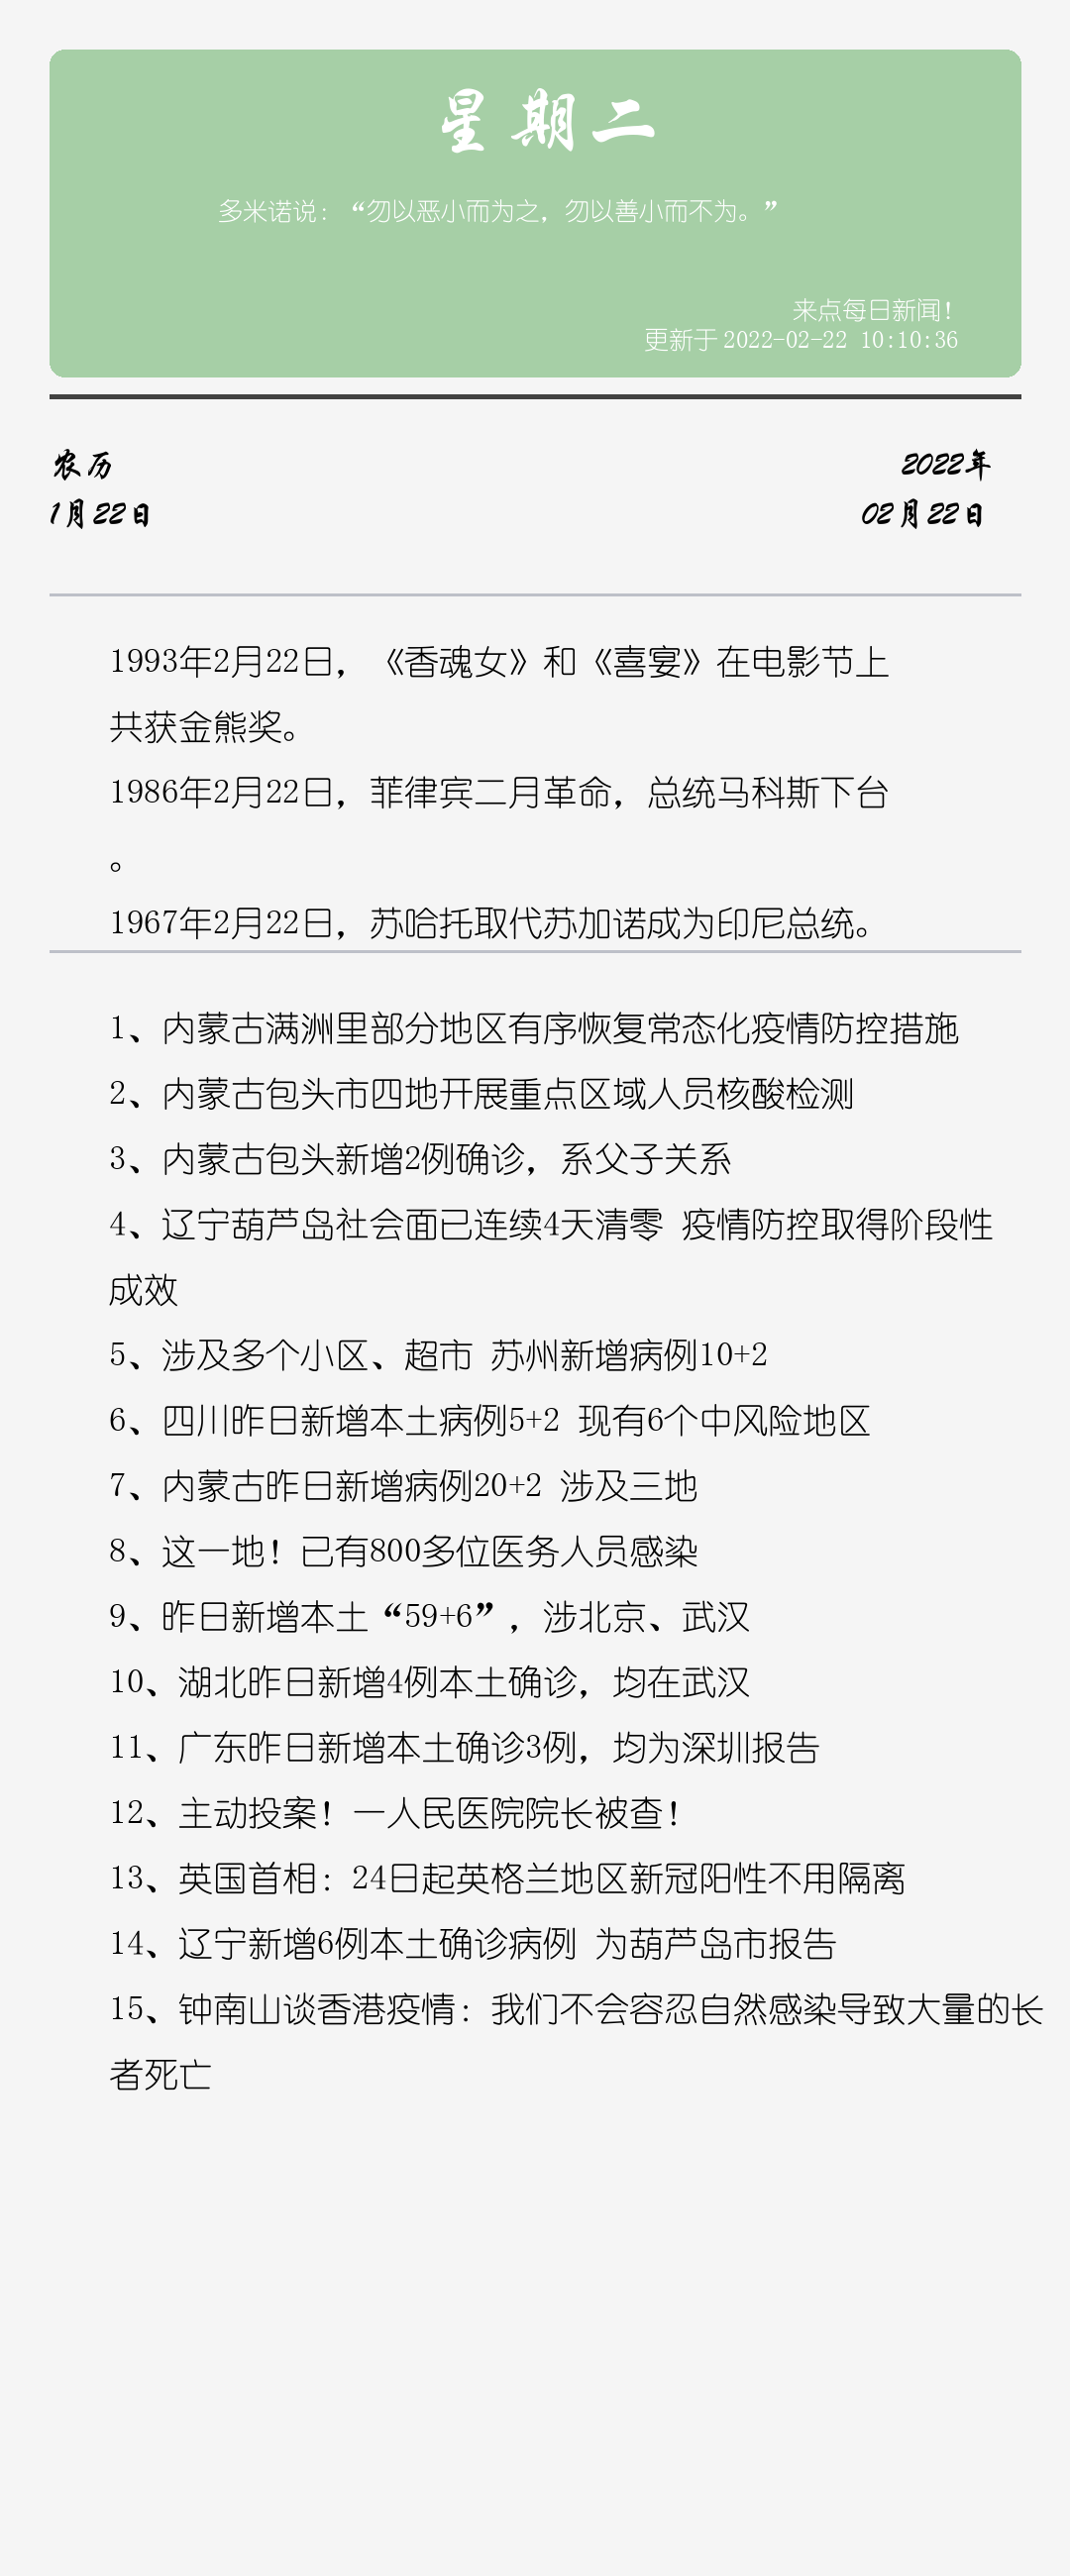 星期二
多米诺说：“勿以恶小而为之，勿以善小而不为。”
来点每日新闻！
更新于2022-02-22 10:10:36
农历
1月22日
2022年
02月22日
1993年2月22日，《香魂女》和《喜宴》在电影节上
共获金熊奖。
1986年2月22日，菲律宾二月革命，总统马科斯下台
。
1967年2月22日，苏哈托取代苏加诺成为印尼总统。
1、内蒙古满洲里部分地区有序恢复常态化疫情防控措施
2、内蒙古包头市四地开展重点区域人员核酸检测
3、内蒙古包头新增2例确诊，系父子关系
4、辽宁葫芦岛社会面已连续4天清零 疫情防控取得阶段性
成效
5、涉及多个小区、超市 苏州新增病例10+2
6、四川昨日新增本土病例5+2 现有6个中风险地区
7、内蒙古昨日新增病例20+2 涉及三地
8、这一地！已有800多位医务人员感染
9、昨日新增本土“59+6”，涉北京、武汉
10、湖北昨日新增4例本土确诊，均在武汉
11、广东昨日新增本土确诊3例，均为深圳报告
12、主动投案！一人民医院院长被查！
13、英国首相：24日起英格兰地区新冠阳性不用隔离
14、辽宁新增6例本土确诊病例 为葫芦岛市报告
15、钟南山谈香港疫情：我们不会容忍自然感染导致大量的长
者死亡